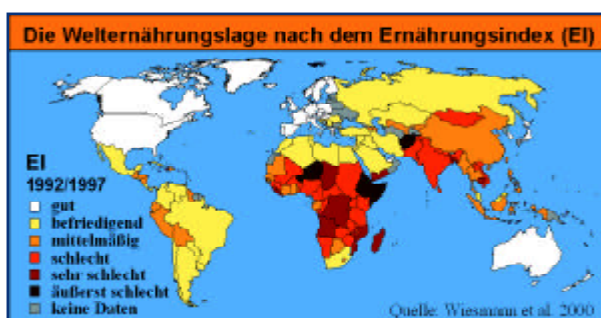 Die Welternährungslage nach dem Ernährungsindex (EI)
EI
1992/1997
gut
befriedigend
mittelmäßig
schlecht
sehr schlecht
äußerst schlecht
keine Daten
Quelle: Wiesmann et al. 2000